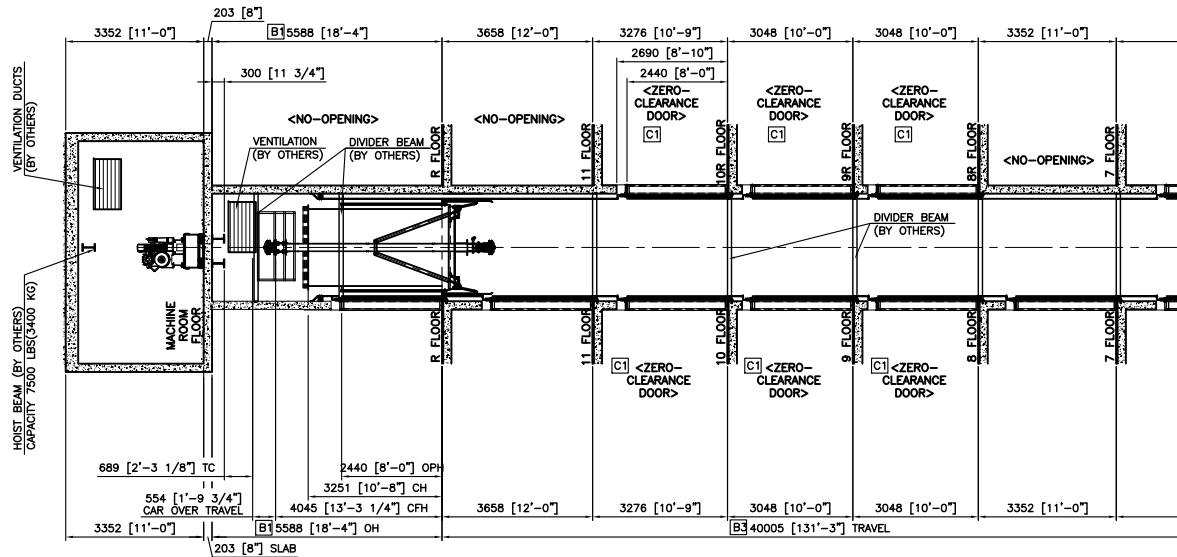 203 [8"]
3352 [11'-0"]
B1 5588 [18'-4"]
3658 [12'-0"]
3276 [10'-9"]
3048 [10'-0"]
3048 [10'-0"]
3352 [11'-0"]
2690 [8'-10"]
300 [11 3/4"]
2440 [8'-0"]
VENTILATION DUCTS
(BY OTHERS)
<NO-OPENING>
<NO-OPENING>
<ZERO-
CLEARANCE
DOOR>
C1
<ZERO-
CLEARANCE
DOOR>
C1
<ZERO-
CLEARANCE
DOOR>
C1
<NO-OPENING>
VENTILATION
(BY OTHERS)
DIVIDER BEAM
(BY OTHERS)
R FLOOR
11 FLOOR
10R FLOOR
9R FLOOR
8R FLOOR
7 FLOOR
DIVIDER BEAM
(BY OTHERS)
HOIST BEAM (BY OTHERS)
CAPACITY 7500 LBS(3400 KG)
MACHINE
ROOM
FLOOR
R FLOOR
11 FLOOR
10 FLOOR
9 FLOOR
8 FLOOR
7 FLOOR
C1 <ZERO-
CLEARANCE
DOOR>
C1 <ZERO-
CLEARANCE
DOOR>
C1 <ZERO-
CLEARANCE
DOOR>
689 [2'-3 1/8"] TC
2440 [8'-0"] OPH
3251 [10'-8"] CH
554 [1'-9 3/4"]
CAR OVER TRAVEL
4045 [13'-3 1/4"] CFH
3658 [12'-0"]
3276 [10'-9"]
3048 [10'-0"]
3048 [10'-0"]
3352 [11'-0"]
3352 [11'-0"]
B1 5588 [18'-4"] OH
B3 40005 [131'-3"] TRAVEL
203 [8"] SLAB